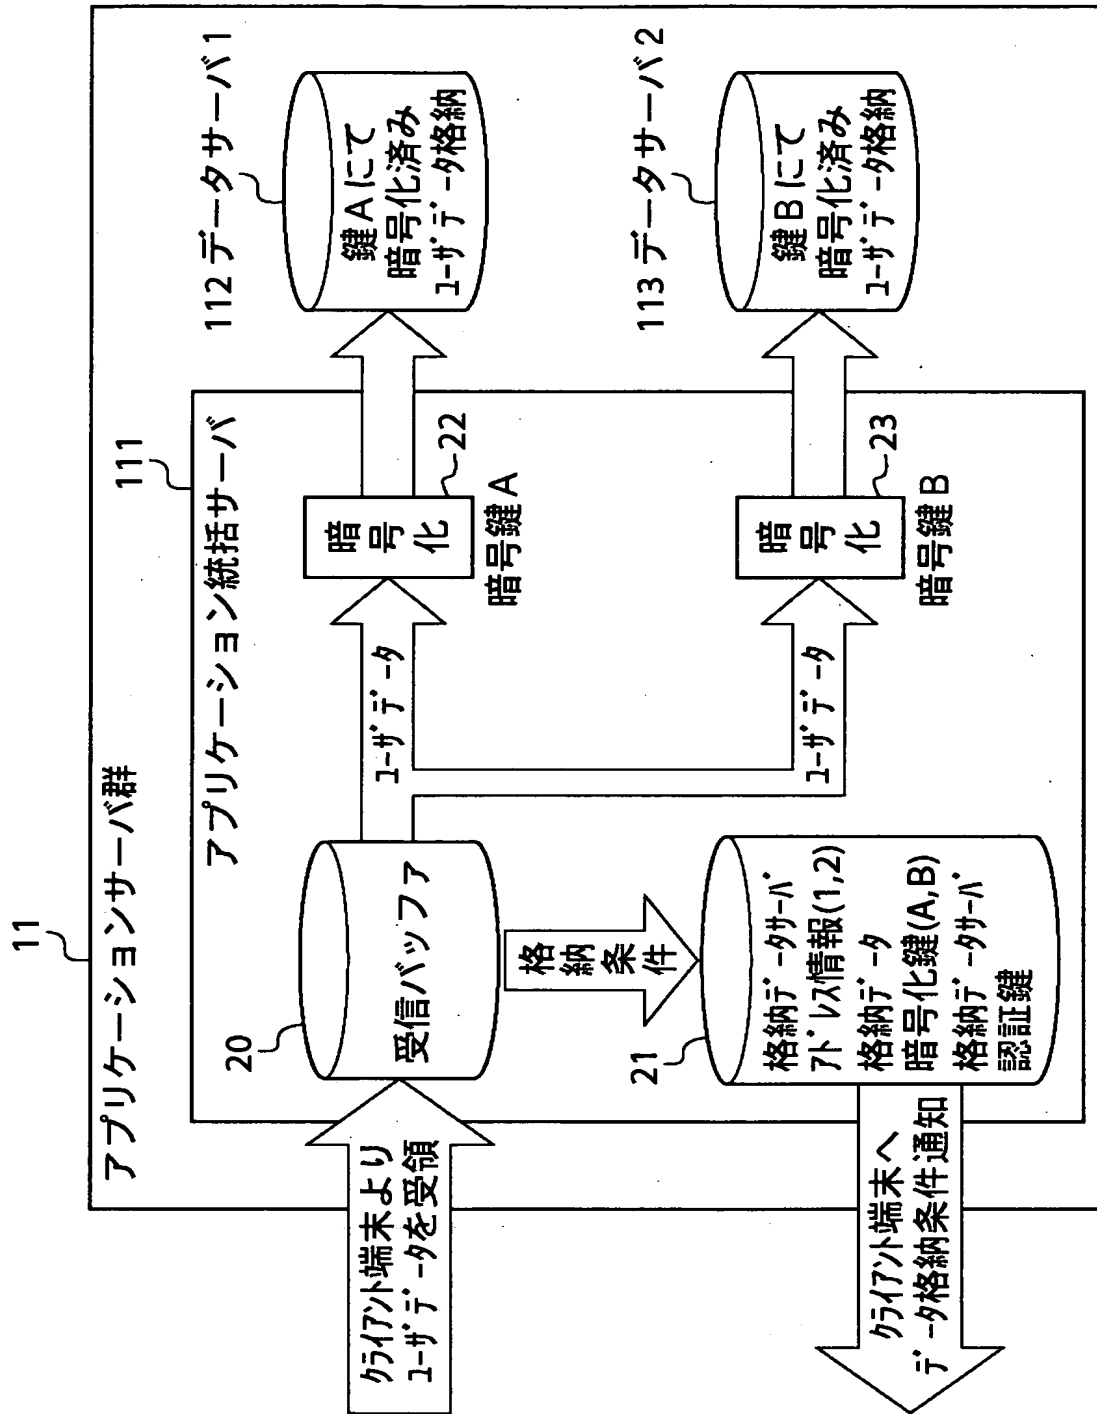 11
アプリケーションサーバ群
111
アプリケーション統括サーバ
クライアント端末より
ユーザデータを受領
20
受信バッファ
ユーザデータ
暗号化
22
暗号鍵A
112 データサーバ1
鍵Aにて
暗号化済み
ユーザデータ格納
格納条件
ユーザデータ
暗号化
23
暗号鍵B
113 データサーバ2
鍵Bにて
暗号化済み
ユーザデータ格納
21
格納データサーバ
アドレス情報(1,2)
格納データ
暗号化鍵(A,B)
格納データサーバ
認証鍵
クライアント端末へ
データ格納条件通知